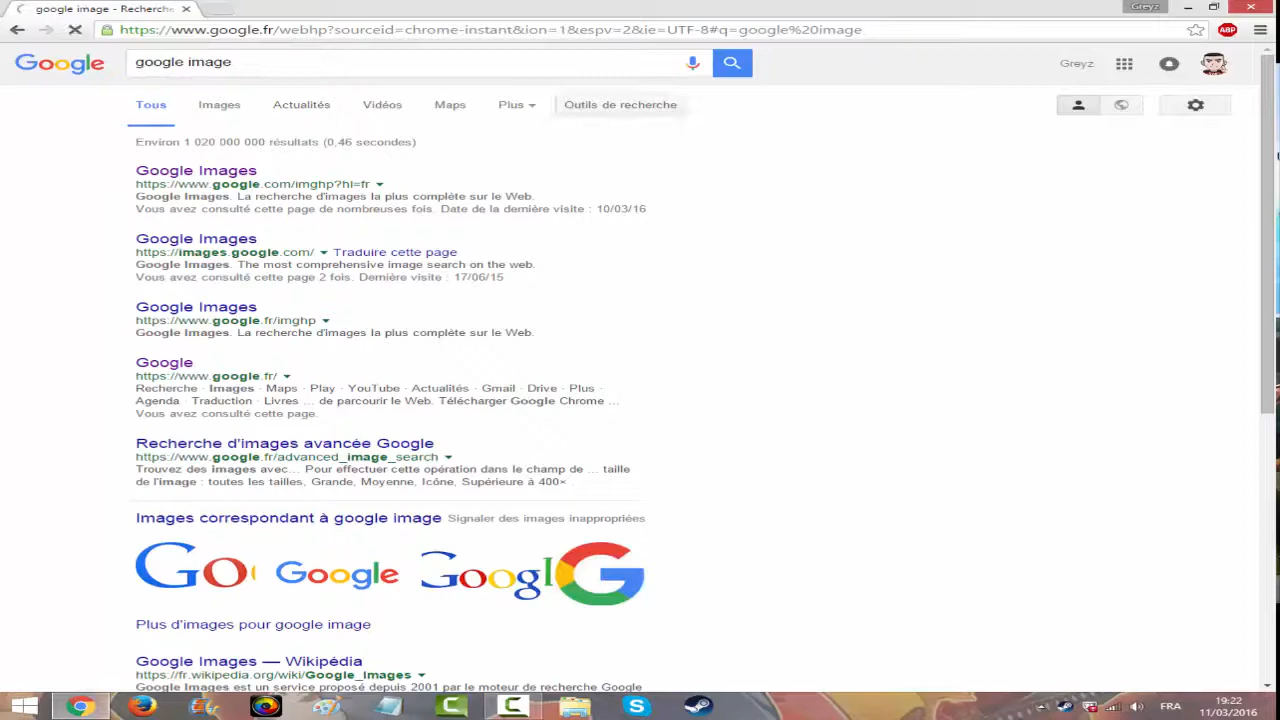 google image - Recherche
Greyz
https://www.google.fr/webhp?sourceid=chrome-instant&ion=1&espv=2&ie=UTF-8#q=google%20image
ABP
Google
google image
Greyz
Tous Images Actualités Vidéos Maps Plus Outils de recherche
Environ 1 020 000 000 résultats (0,46 secondes)
Google Images
https://www.google.com/imghp?hl=fr
Google Images. La recherche d'images la plus complète sur le Web.
Vous avez consulté cette page de nombreuses fois. Date de la dernière visite : 10/03/16
Google Images
https://images.google.com/ Traduire cette page
Google Images. The most comprehensive image search on the web.
Vous avez consulté cette page 2 fois. Dernière visite : 17/06/15
Google Images
https://www.google.fr/imghp
Google Images. La recherche d'images la plus complète sur le Web.
Google
https://www.google.fr/
Recherche · Images · Maps · Play · YouTube · Actualités · Gmail · Drive · Plus ·
Agenda · Traduction · Livres ... de parcourir le Web. Télécharger Google Chrome ...
Vous avez consulté cette page.
Recherche d'images avancée Google
https://www.google.fr/advanced_image_search
Trouvez des images avec... Pour effectuer cette opération dans le champ de ... taille
de l'image : toutes les tailles, Grande, Moyenne, Icône, Supérieure à 400×
Images correspondant à google image Signaler des images inappropriées
Goo Google Googl G
Plus d'images pour google image
Google Images — Wikipédia
https://fr.wikipedia.org/wiki/Google_Images
Google Images est un service proposé depuis 2001 par le moteur de recherche Google
FRA
19:22
11/03/2016